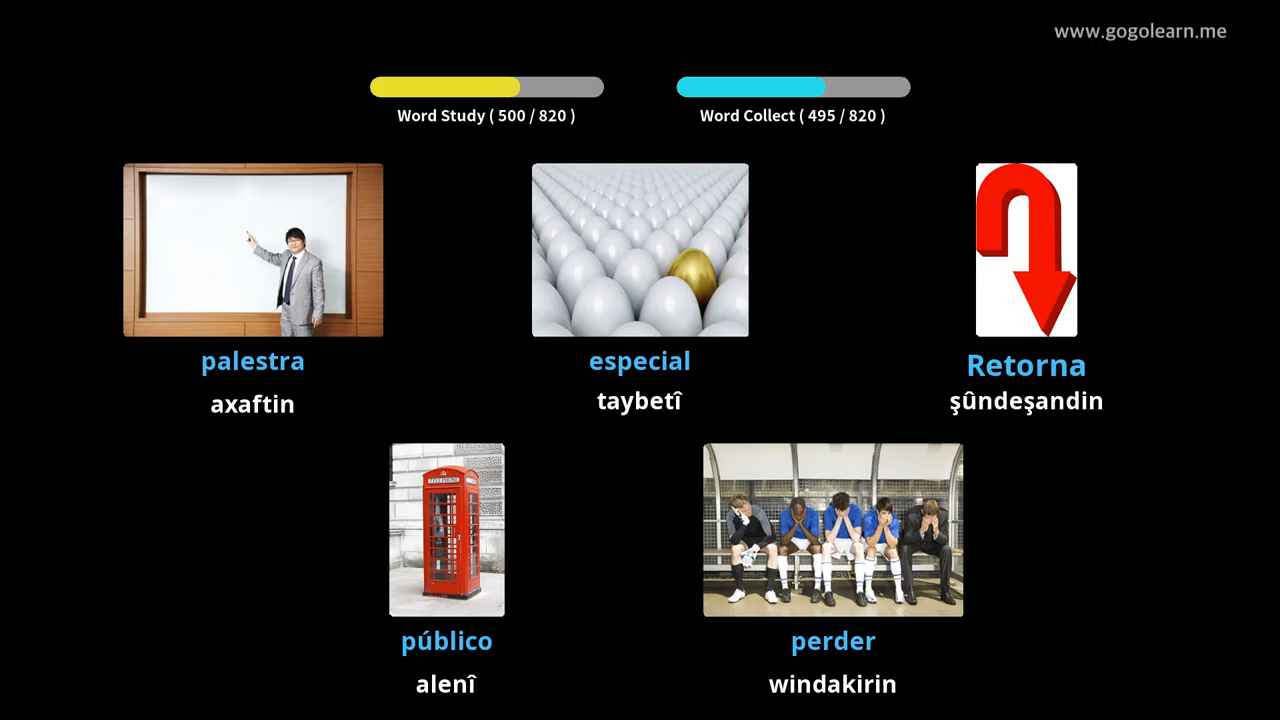 www.gogolearn.me
Word Study ( 500 / 820 )
Word Collect ( 495 / 820 )
palestra
axaftin
especial
taybetî
Retorna
şûndeşandin
TELEPHONE
público
alenî
perder
windakirin